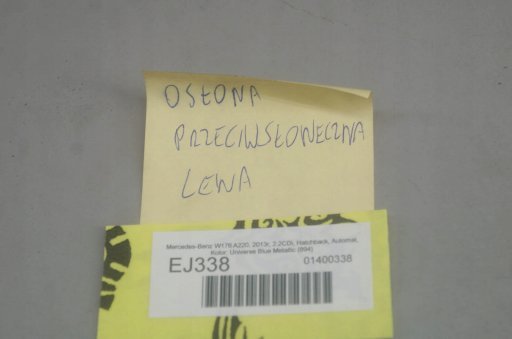 OSŁONA
PRZECIWSŁONECZNA
LEWA
Mercedes-Benz W176 A220, 2013r, 2.2CDi, Hatchback, Automat,
Kolor: Universe Blue Metallic (894)
EJ338
01400338